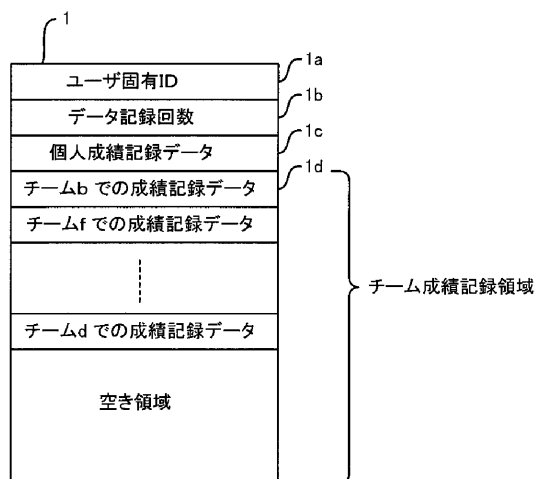 1
ユーザ固有ID
1a
データ記録回数
1b
個人成績記録データ
1c
チームb での成績記録データ
1d
チームf での成績記録データ
チーム成績記録領域
チームd での成績記録データ
空き領域